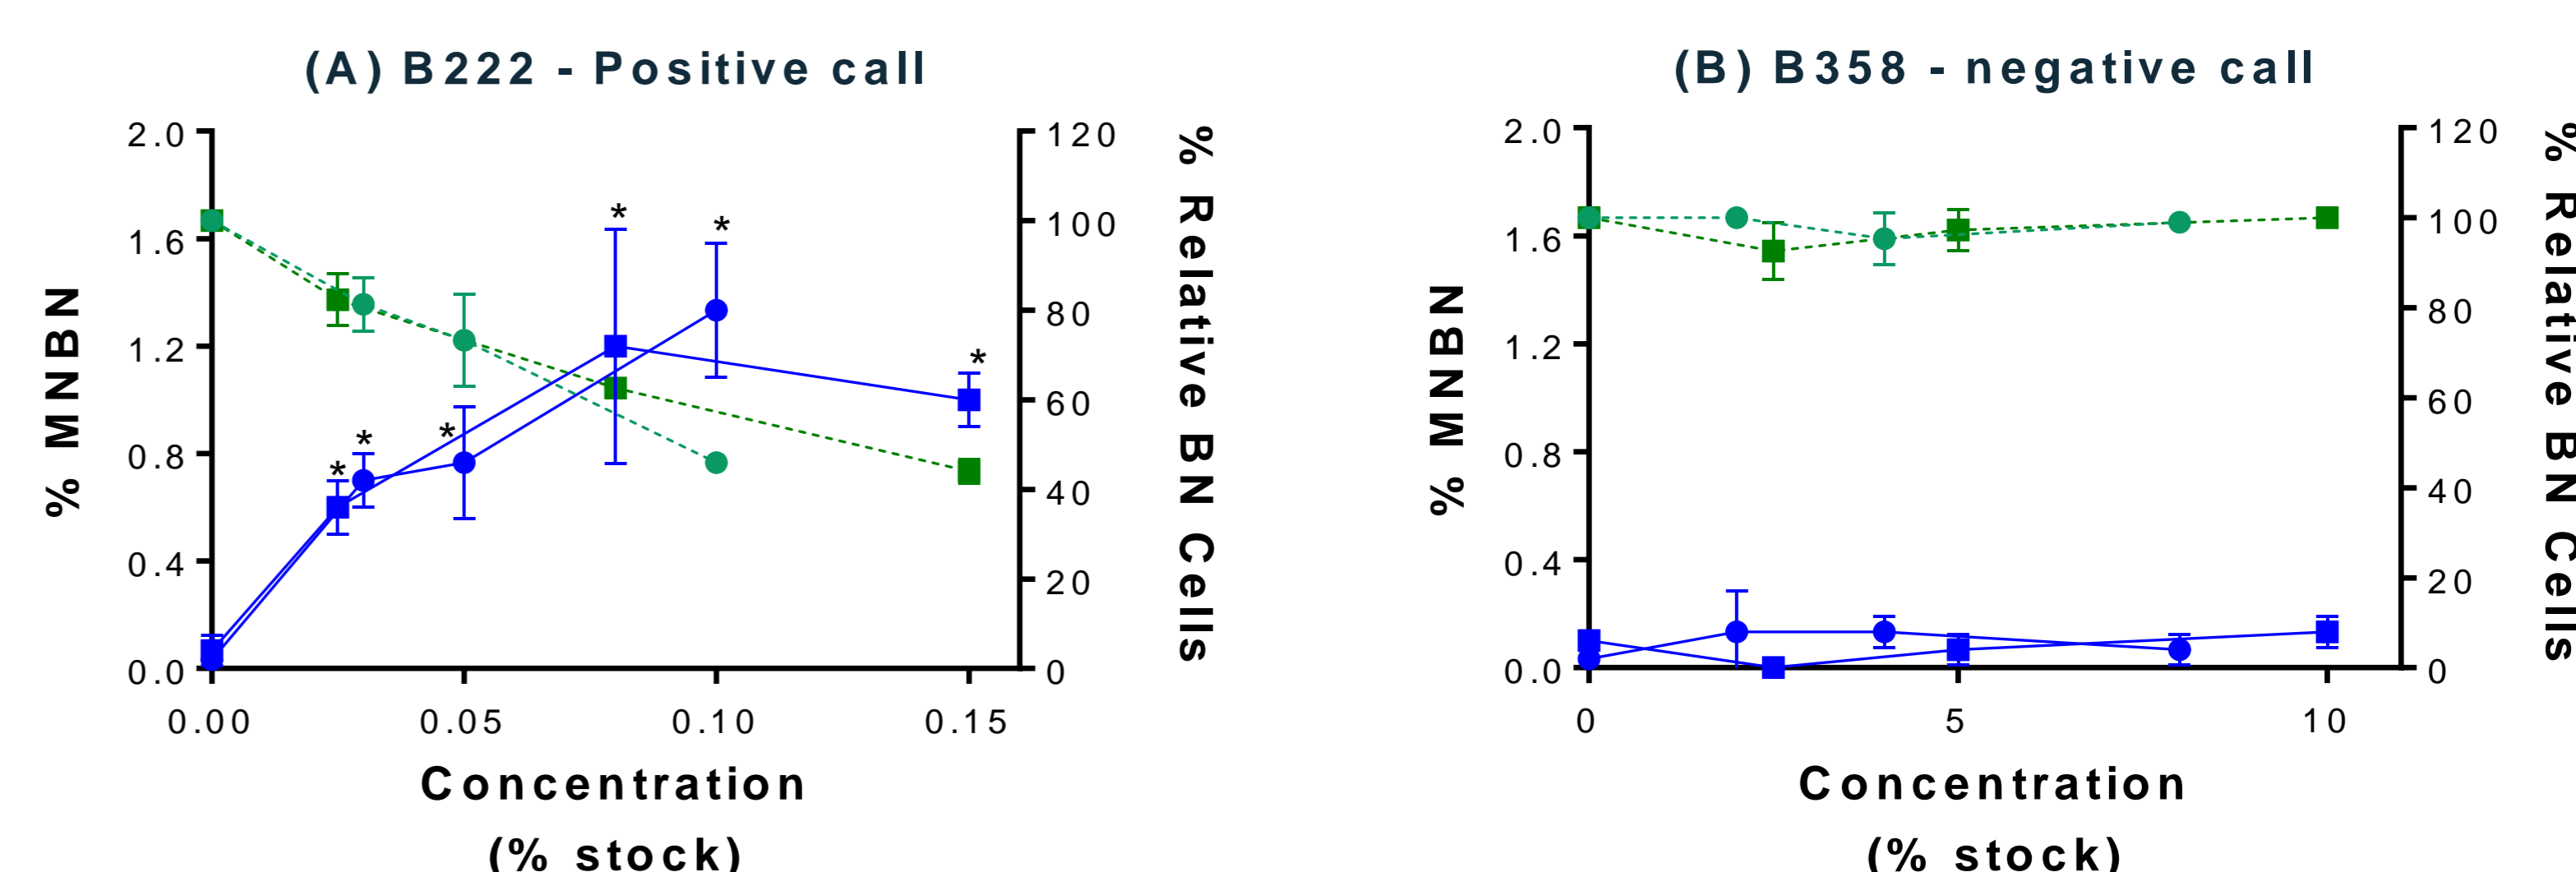 (A) B222 - Positive call
2.0
1.6
1.2
0.8
0.4
0.0
% MNBN
120
100
80
60
40
20
0
% Relative BN Cells
*
*
*
*
*
*
0.00 0.05 0.10 0.15
Concentration
(% stock)
(B) B358 - negative call
2.0
1.6
1.2
0.8
0.4
0.0
% MNBN
120
100
80
60
40
20
0
% Relative BN Cells
0 5 10
Concentration
(% stock)